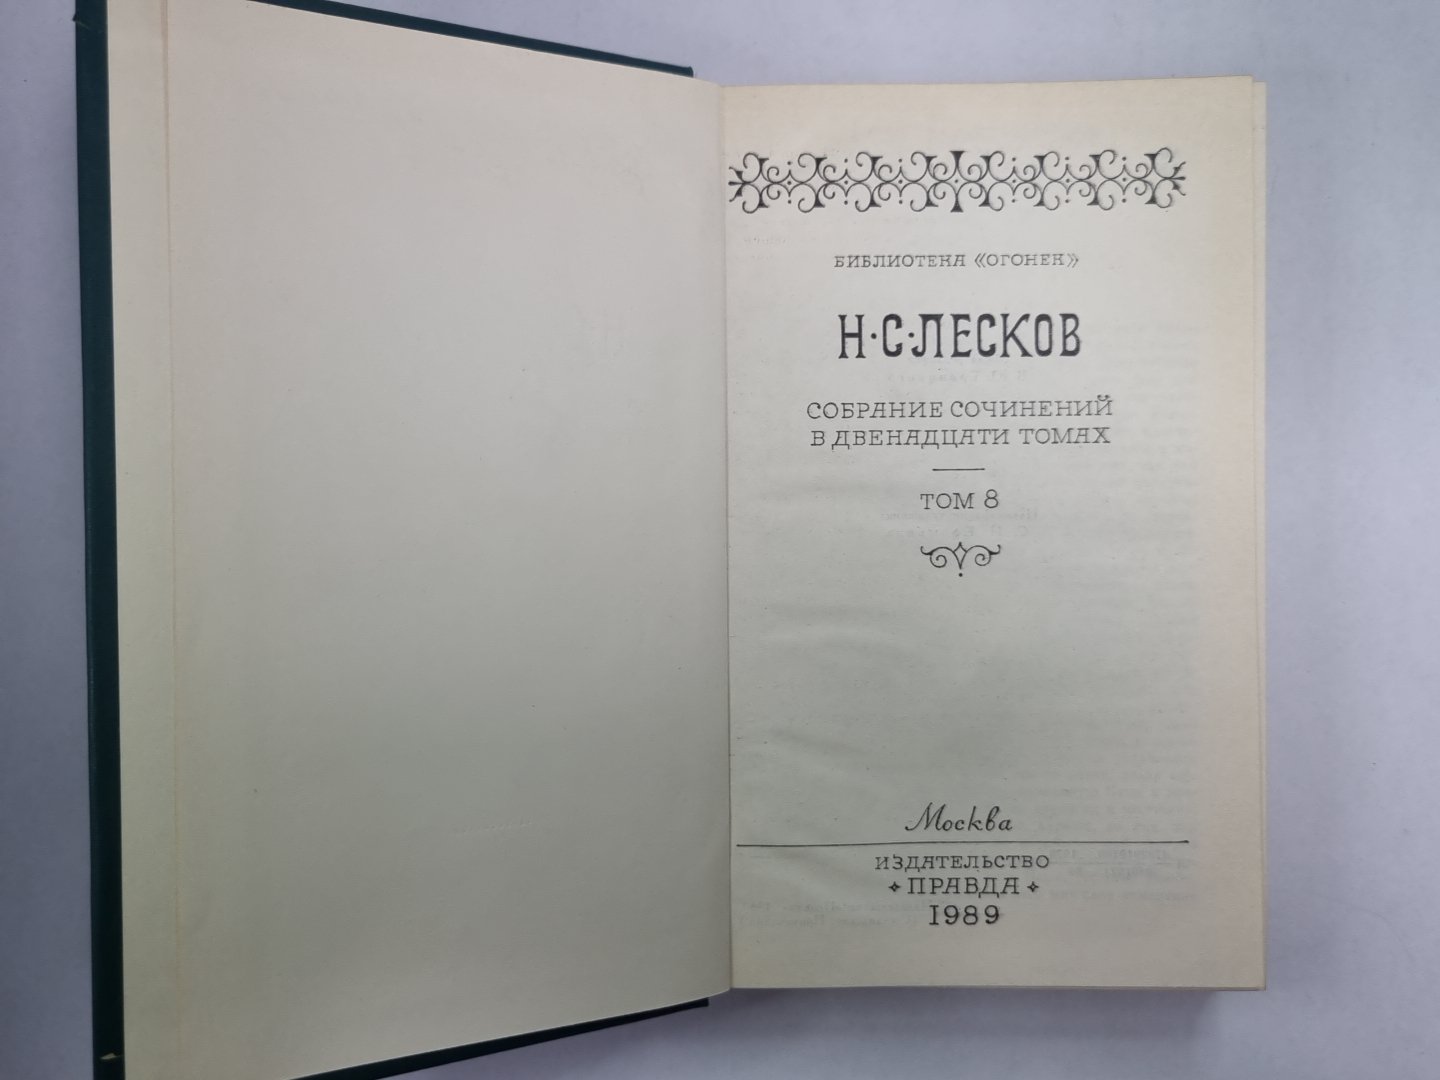 БИБЛИОТЕКА «ОГОНЕК»
Н·С·ЛЕСКОВ
СОБРАНИЕ СОЧИНЕНИЙ
В ДВЕНАДЦАТИ ТОМАХ
ТОМ 8
Москва
ИЗДАТЕЛЬСТВО
ПРАВДА
1989